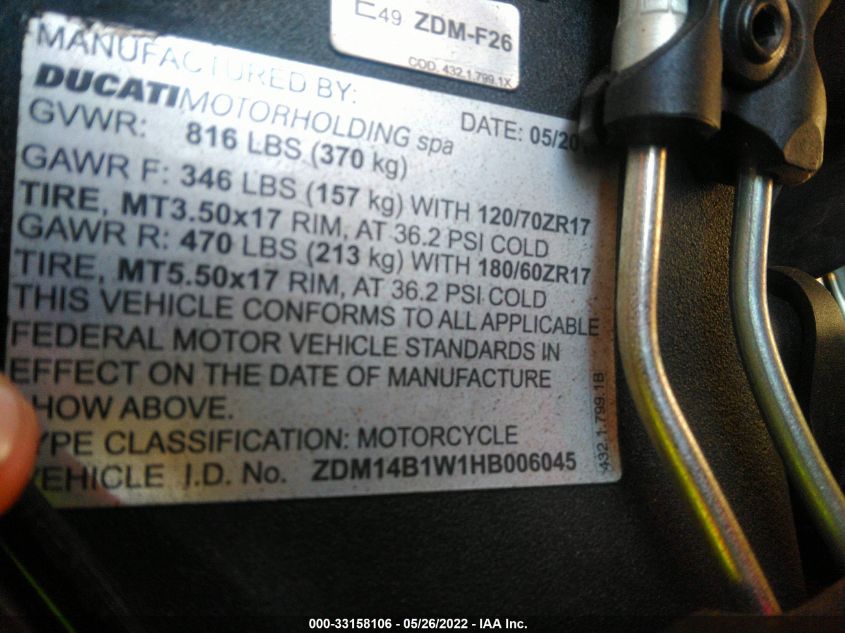 E49 ZDM-F26
COD. 432.1.799.1X
MANUFACTURED BY:
DUCATI MOTORHOLDING spa
DATE: 05/20
GVWR: 816 LBS (370 kg)
GAWR F: 346 LBS (157 kg) WITH 120/70ZR17
TIRE, MT3.50x17 RIM, AT 36.2 PSI COLD
GAWR R: 470 LBS (213 kg) WITH 180/60ZR17
TIRE, MT5.50x17 RIM, AT 36.2 PSI COLD
THIS VEHICLE CONFORMS TO ALL APPLICABLE
FEDERAL MOTOR VEHICLE STANDARDS IN
EFFECT ON THE DATE OF MANUFACTURE
HOW ABOVE.
YPE CLASSIFICATION: MOTORCYCLE
EHICLE I.D. No. ZDM14B1W1HB006045
432.1.799.1B
000-33158106 - 05/26/2022 - IAA Inc.